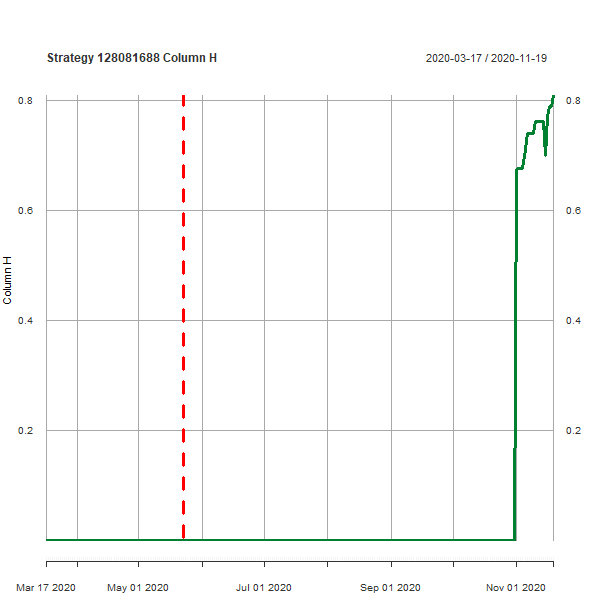 Strategy 128081688 Column H
2020-03-17 / 2020-11-19
0.8
0.8
0.6
0.6
Column H
0.4
0.4
0.2
0.2
Mar 17 2020
May 01 2020
Jul 01 2020
Sep 01 2020
Nov 01 2020